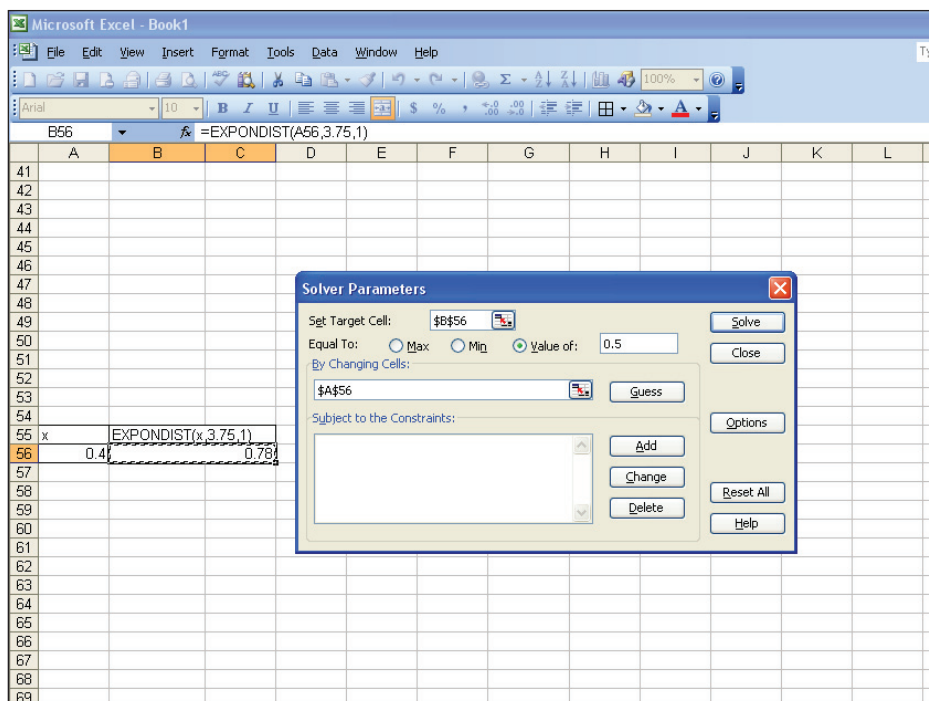 Microsoft Excel - Book1
File Edit View Insert Format Tools Data Window Help Ty
100%
Arial 10 B I U $ % , A
B56 fx =EXPONDIST(A56,3.75,1)
A B C D E F G H I J K L
41
42
43
44
45
46
47
48
49
50
51
52
53
54
55 x EXPONDIST(x,3.75,1)
56 0.4 0.78
57
58
59
60
61
62
63
64
65
66
67
68
69
Solver Parameters
Set Target Cell: $B$56 Solve
Equal To: Max Min Value of: 0.5 Close
By Changing Cells:
$A$56 Guess
Subject to the Constraints: Options
Add
Change
Delete Reset All
Help